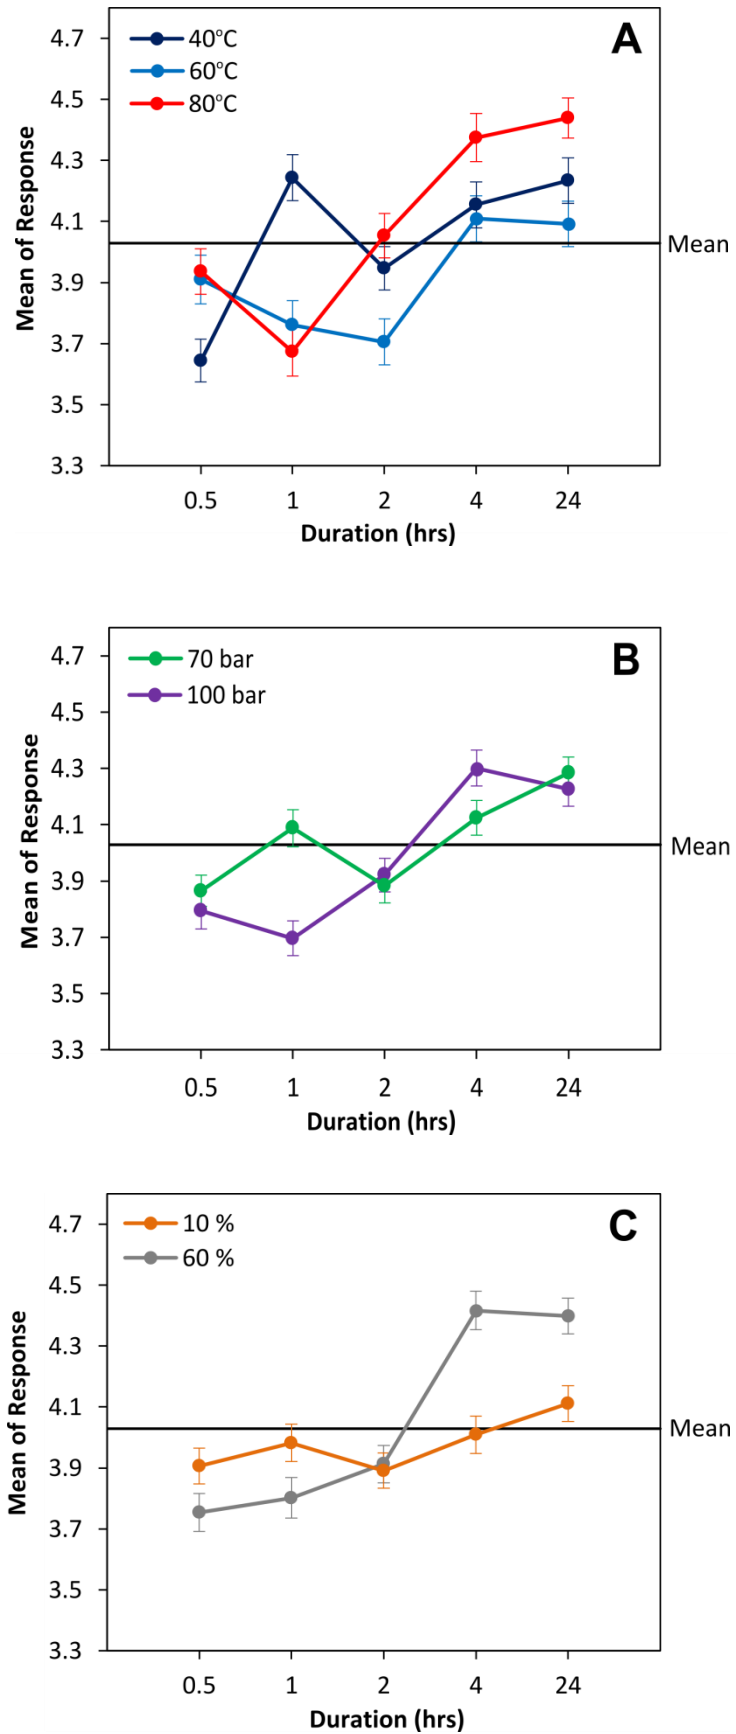 A
40°C
60°C
80°C
Mean of Response
4.7
4.5
4.3
4.1
3.9
3.7
3.5
3.3
Mean
0.5 1 2 4 24
Duration (hrs)
B
70 bar
100 bar
Mean of Response
4.7
4.5
4.3
4.1
3.9
3.7
3.5
3.3
Mean
0.5 1 2 4 24
Duration (hrs)
C
10 %
60 %
Mean of Response
4.7
4.5
4.3
4.1
3.9
3.7
3.5
3.3
Mean
0.5 1 2 4 24
Duration (hrs)